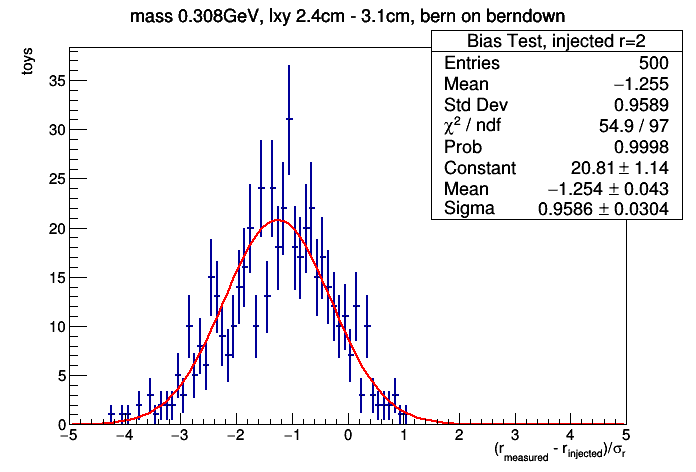 mass 0.308GeV, lxy 2.4cm - 3.1cm, bern on berndown
Bias Test, injected r=2
Entries 500
Mean −1.255
Std Dev 0.9589
χ² / ndf 54.9 / 97
Prob 0.9998
Constant 20.81 ± 1.14
Mean −1.254 ± 0.043
Sigma 0.9586 ± 0.0304
toys
35
30
25
20
15
10
5
0
−5 −4 −3 −2 −1 0 1 2 3 4 5
(r_measured - r_injected)/σ_r